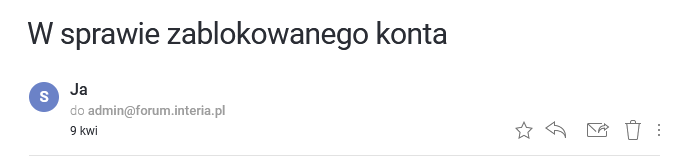 W sprawie zablokowanego konta
S
Ja
do admin@forum.interia.pl
9 kwi